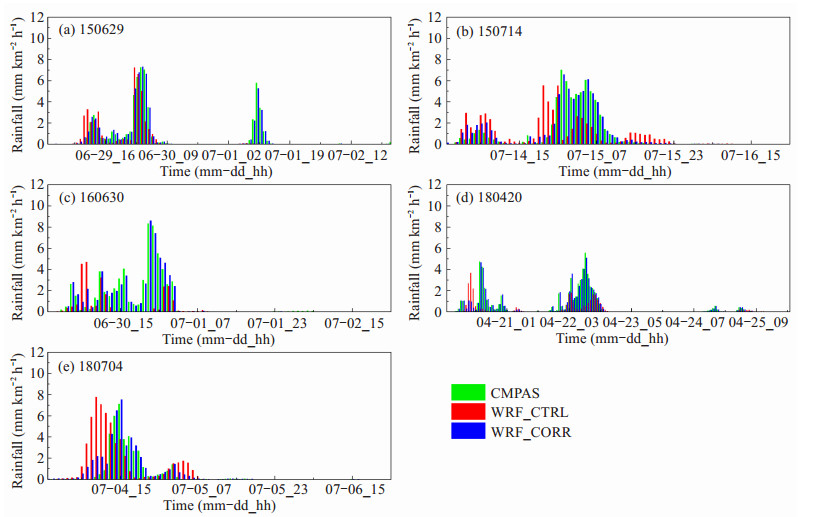 Rainfall (mm km⁻² h⁻¹)
12
10
8
6
4
2
0
(a) 150629
06−29_16 06−30_09 07−01_02 07−01_19 07−02_12
Time (mm−dd_hh)
Rainfall (mm km⁻² h⁻¹)
12
10
8
6
4
2
0
(b) 150714
07−14_15 07−15_07 07−15_23 07−16_15
Time (mm−dd_hh)
Rainfall (mm km⁻² h⁻¹)
12
10
8
6
4
2
0
(c) 160630
06−30_15 07−01_07 07−01_23 07−02_15
Time (mm−dd_hh)
Rainfall (mm km⁻² h⁻¹)
12
10
8
6
4
2
0
(d) 180420
04−21_01 04−22_03 04−23_05 04−24_07 04−25_09
Time (mm−dd_hh)
Rainfall (mm km⁻² h⁻¹)
12
10
8
6
4
2
0
(e) 180704
07−04_15 07−05_07 07−05_23 07−06_15
Time (mm−dd_hh)
CMPAS
WRF_CTRL
WRF_CORR